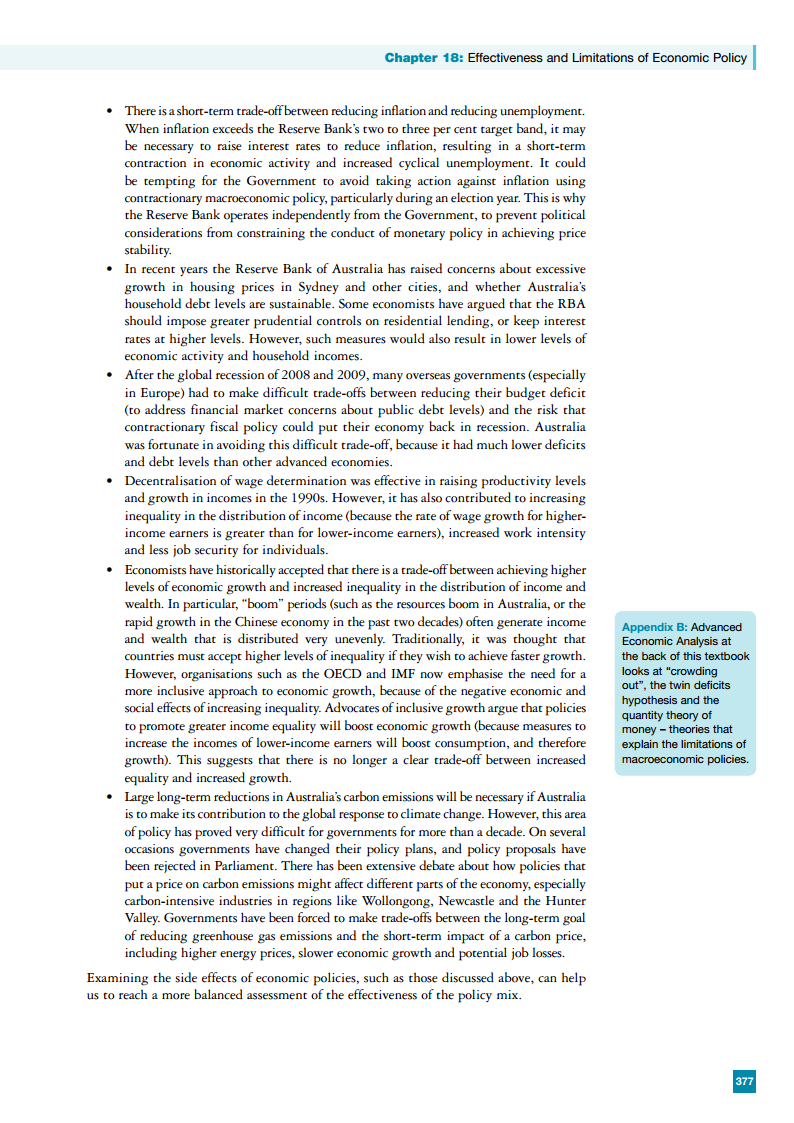 Chapter 18: Effectiveness and Limitations of Economic Policy
• There is a short-term trade-off between reducing inflation and reducing unemployment.
When inflation exceeds the Reserve Bank's two to three per cent target band, it may
be necessary to raise interest rates to reduce inflation, resulting in a short-term
contraction in economic activity and increased cyclical unemployment. It could
be tempting for the Government to avoid taking action against inflation using
contractionary macroeconomic policy, particularly during an election year. This is why
the Reserve Bank operates independently from the Government, to prevent political
considerations from constraining the conduct of monetary policy in achieving price
stability.
• In recent years the Reserve Bank of Australia has raised concerns about excessive
growth in housing prices in Sydney and other cities, and whether Australia's
household debt levels are sustainable. Some economists have argued that the RBA
should impose greater prudential controls on residential lending, or keep interest
rates at higher levels. However, such measures would also result in lower levels of
economic activity and household incomes.
• After the global recession of 2008 and 2009, many overseas governments (especially
in Europe) had to make difficult trade-offs between reducing their budget deficit
(to address financial market concerns about public debt levels) and the risk that
contractionary fiscal policy could put their economy back in recession. Australia
was fortunate in avoiding this difficult trade-off, because it had much lower deficits
and debt levels than other advanced economies.
• Decentralisation of wage determination was effective in raising productivity levels
and growth in incomes in the 1990s. However, it has also contributed to increasing
inequality in the distribution of income (because the rate of wage growth for higher-
income earners is greater than for lower-income earners), increased work intensity
and less job security for individuals.
• Economists have historically accepted that there is a trade-off between achieving higher
levels of economic growth and increased inequality in the distribution of income and
wealth. In particular, "boom" periods (such as the resources boom in Australia, or the
rapid growth in the Chinese economy in the past two decades) often generate income
and wealth that is distributed very unevenly. Traditionally, it was thought that
countries must accept higher levels of inequality if they wish to achieve faster growth.
However, organisations such as the OECD and IMF now emphasise the need for a
more inclusive approach to economic growth, because of the negative economic and
social effects of increasing inequality. Advocates of inclusive growth argue that policies
to promote greater income equality will boost economic growth (because measures to
increase the incomes of lower-income earners will boost consumption, and therefore
growth). This suggests that there is no longer a clear trade-off between increased
equality and increased growth.
• Large long-term reductions in Australia's carbon emissions will be necessary if Australia
is to make its contribution to the global response to climate change. However, this area
of policy has proved very difficult for governments for more than a decade. On several
occasions governments have changed their policy plans, and policy proposals have
been rejected in Parliament. There has been extensive debate about how policies that
put a price on carbon emissions might affect different parts of the economy, especially
carbon-intensive industries in regions like Wollongong, Newcastle and the Hunter
Valley. Governments have been forced to make trade-offs between the long-term goal
of reducing greenhouse gas emissions and the short-term impact of a carbon price,
including higher energy prices, slower economic growth and potential job losses.
Examining the side effects of economic policies, such as those discussed above, can help
us to reach a more balanced assessment of the effectiveness of the policy mix.
Appendix B: Advanced
Economic Analysis at
the back of this textbook
looks at "crowding
out", the twin deficits
hypothesis and the
quantity theory of
money – theories that
explain the limitations of
macroeconomic policies.
377